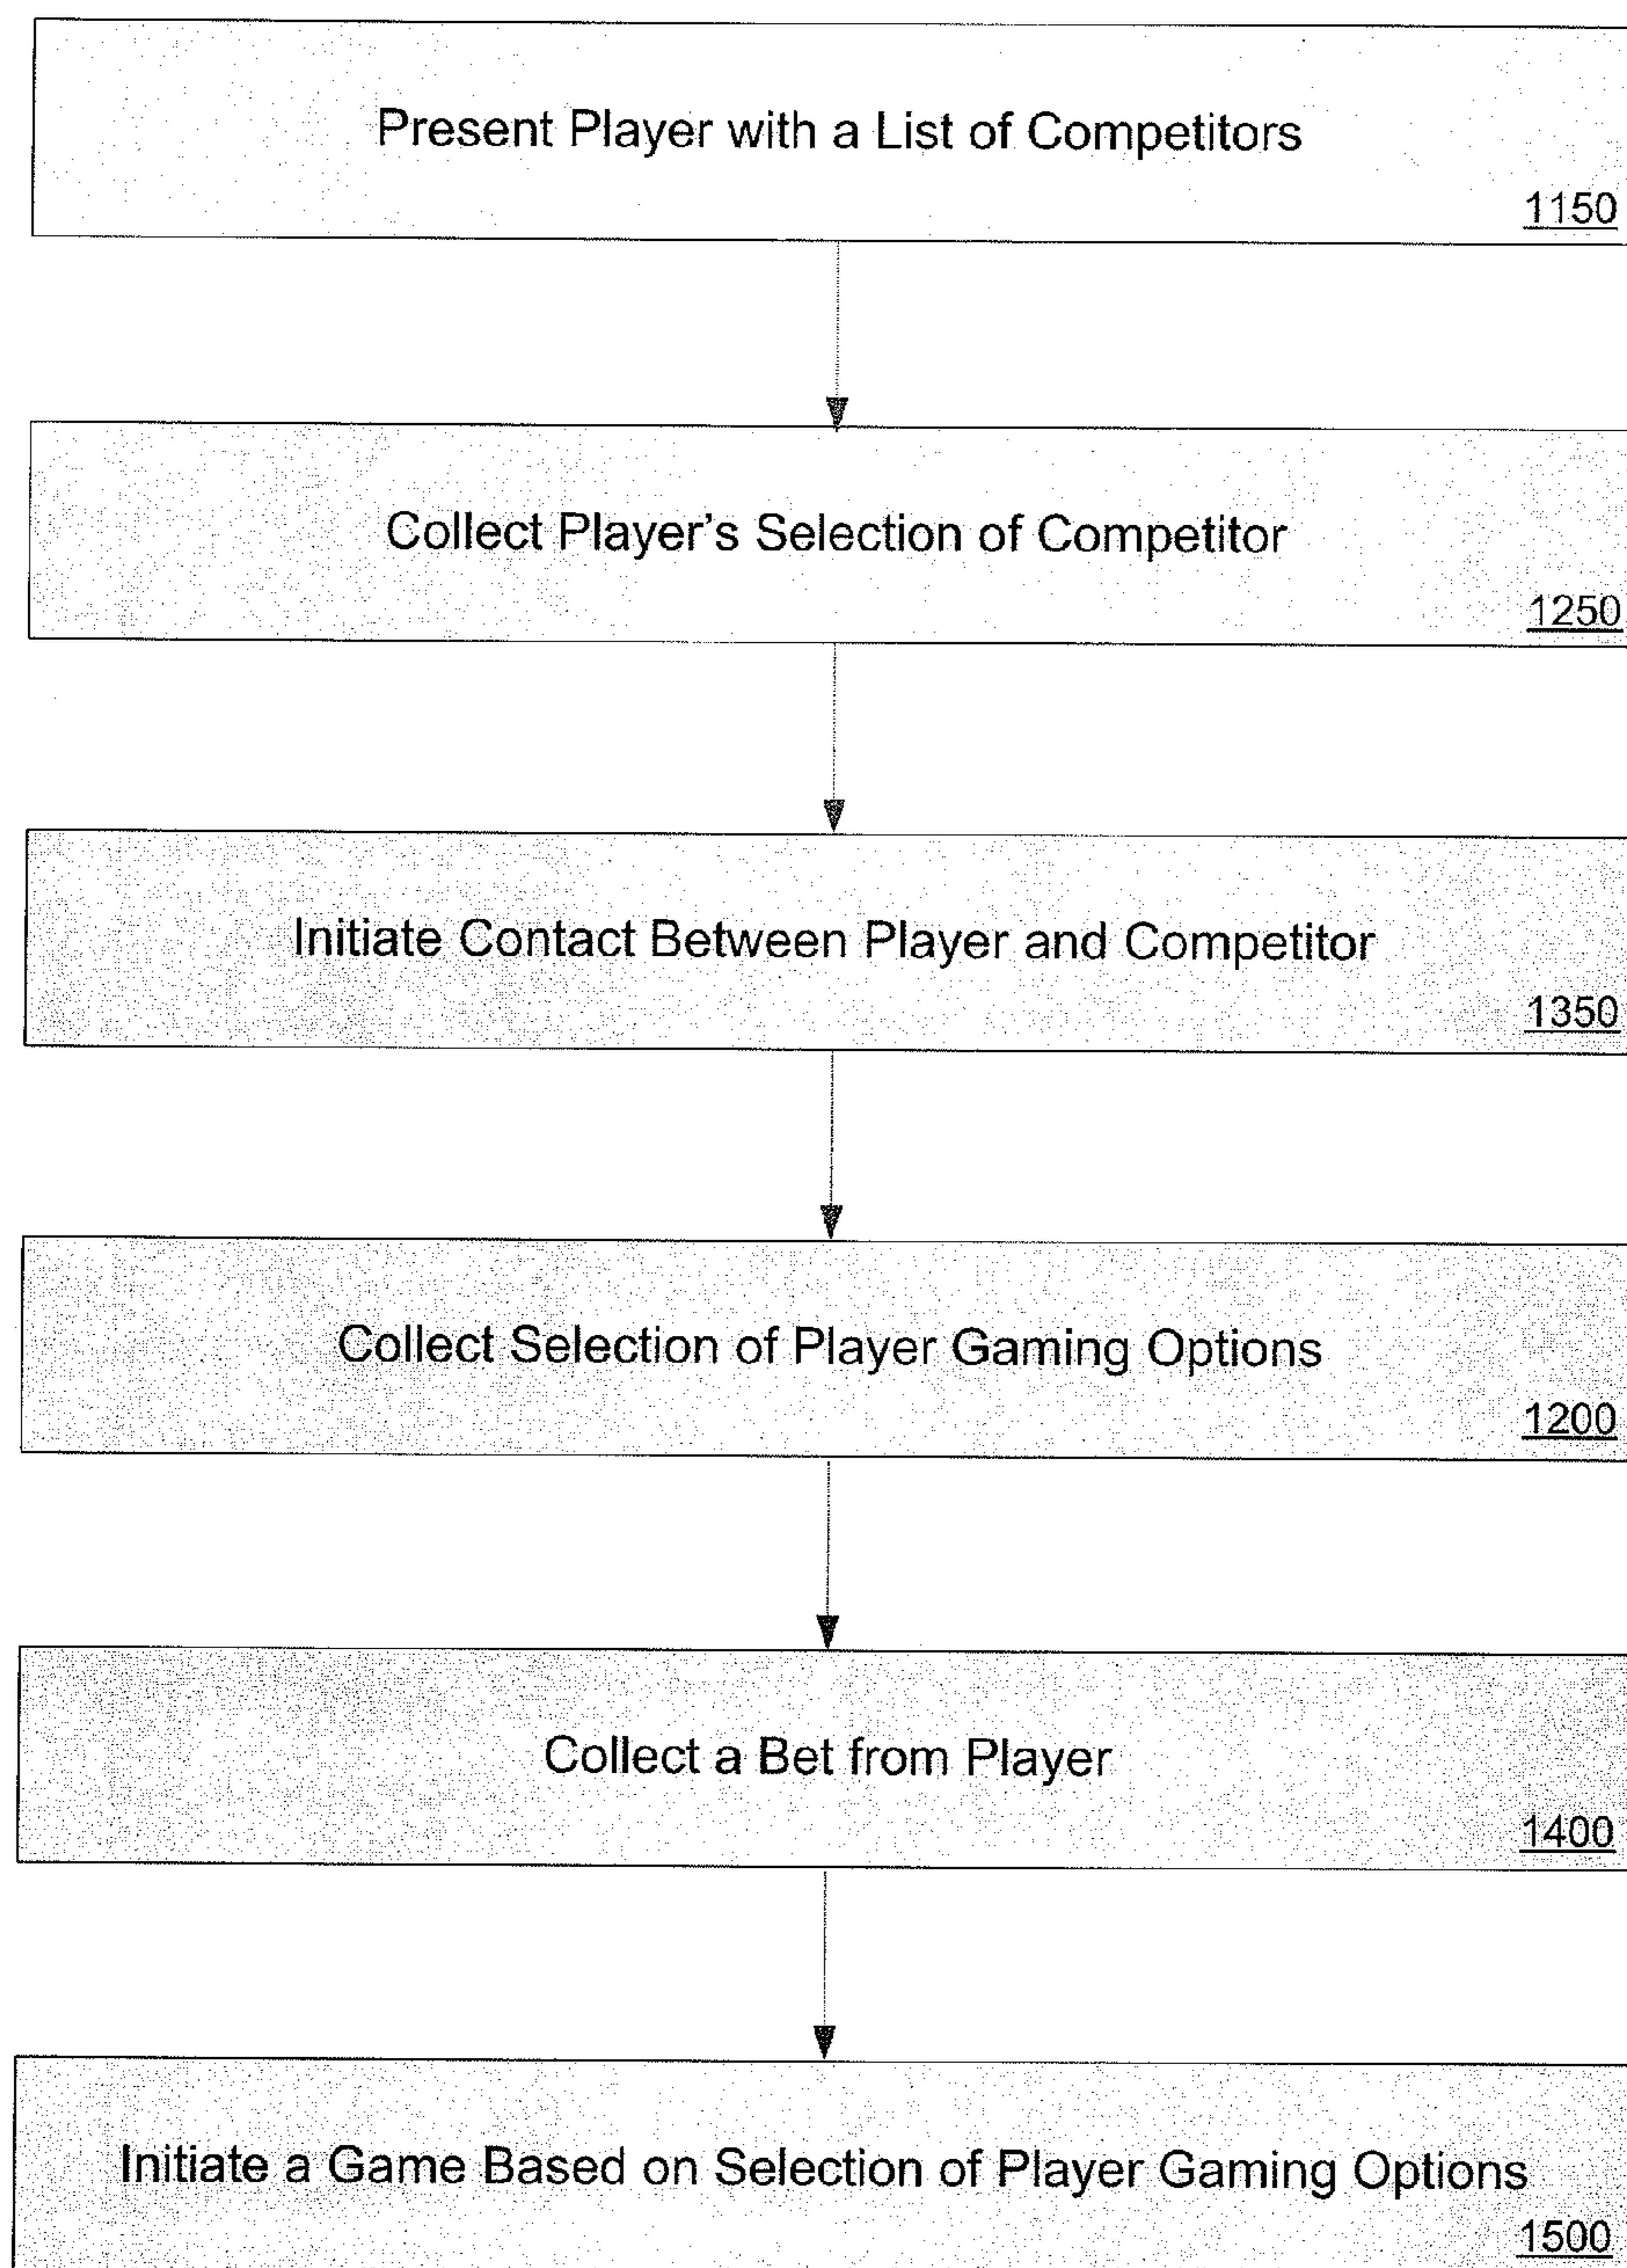 Present Player with a List of Competitors
1150
Collect Player's Selection of Competitor
1250
Initiate Contact Between Player and Competitor
1350
Collect Selection of Player Gaming Options
1200
Collect a Bet from Player
1400
Initiate a Game Based on Selection of Player Gaming Options
1500